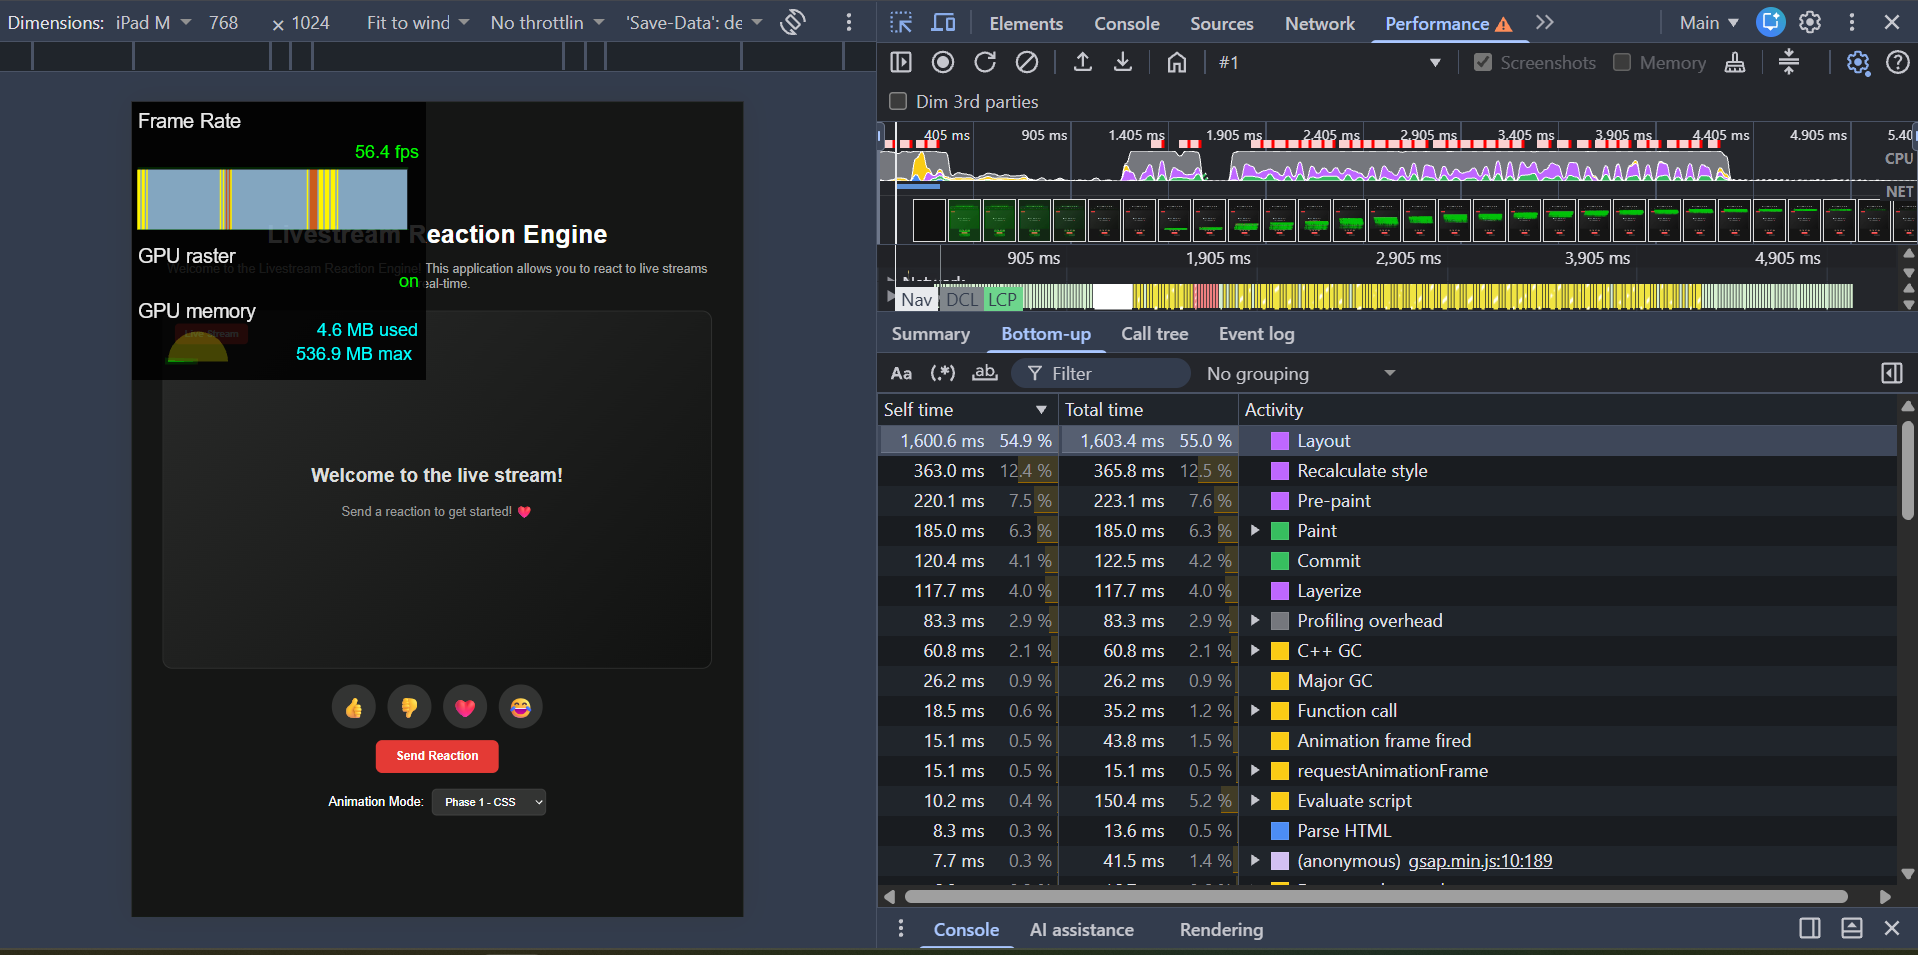 Dimensions: iPad M 768 × 1024 Fit to wind No throttlin 'Save-Data': de
Frame Rate
56.4 fps
GPU raster
on
GPU memory
4.6 MB used
536.9 MB max
Livestream Reaction Engine
Welcome to the Livestream Reaction Engine! This application allows you to react to live streams
eal-time.
Live Stream
Welcome to the live stream!
Send a reaction to get started!
Send Reaction
Animation Mode: Phase 1 - CSS
Elements Console Sources Network Performance Main
#1 Screenshots Memory
Dim 3rd parties
405 ms 905 ms 1.405 ms 1.905 ms 2.405 ms 2.905 ms 3.405 ms 3.905 ms 4.405 ms 4.905 ms 5.40
CPU
NET
905 ms 1,905 ms 2,905 ms 3,905 ms 4,905 ms
Network
Nav DCL LCP
Summary Bottom-up Call tree Event log
Aa (.*) ab Filter No grouping
Self time Total time Activity
1,600.6 ms 54.9 % 1,603.4 ms 55.0 % Layout
363.0 ms 12.4 % 365.8 ms 12.5 % Recalculate style
220.1 ms 7.5 % 223.1 ms 7.6 % Pre-paint
185.0 ms 6.3 % 185.0 ms 6.3 % Paint
120.4 ms 4.1 % 122.5 ms 4.2 % Commit
117.7 ms 4.0 % 117.7 ms 4.0 % Layerize
83.3 ms 2.9 % 83.3 ms 2.9 % Profiling overhead
60.8 ms 2.1 % 60.8 ms 2.1 % C++ GC
26.2 ms 0.9 % 26.2 ms 0.9 % Major GC
18.5 ms 0.6 % 35.2 ms 1.2 % Function call
15.1 ms 0.5 % 43.8 ms 1.5 % Animation frame fired
15.1 ms 0.5 % 15.1 ms 0.5 % requestAnimationFrame
10.2 ms 0.4 % 150.4 ms 5.2 % Evaluate script
8.3 ms 0.3 % 13.6 ms 0.5 % Parse HTML
7.7 ms 0.3 % 41.5 ms 1.4 % (anonymous) gsap.min.js:10:189
Console AI assistance Rendering